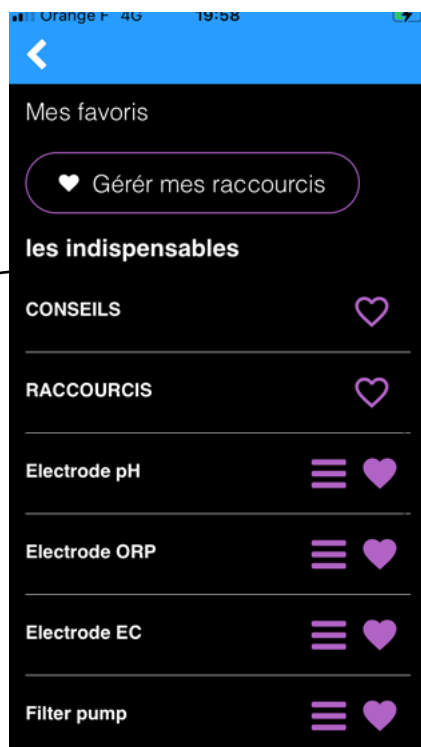 Orange F 4G 19:58
Mes favoris
Gérér mes raccourcis
les indispensables
CONSEILS
RACCOURCIS
Electrode pH
Electrode ORP
Electrode EC
Filter pump